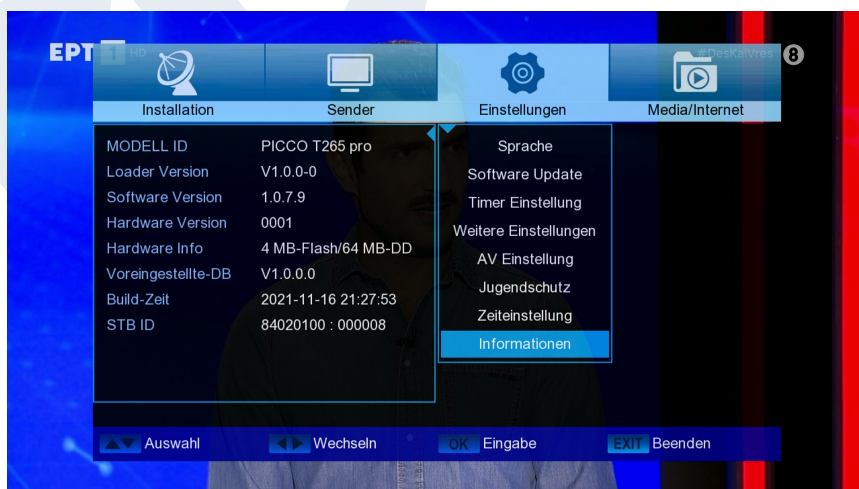 ΕΡΤ 1 HD
#DesKalVres 8
Installation
Sender
Einstellungen
Media/Internet
MODELL ID PICCO T265 pro
Loader Version V1.0.0-0
Software Version 1.0.7.9
Hardware Version 0001
Hardware Info 4 MB-Flash/64 MB-DD
Voreingestellte-DB V1.0.0.0
Build-Zeit 2021-11-16 21:27:53
STB ID 84020100 : 000008
Sprache
Software Update
Timer Einstellung
Weitere Einstellungen
AV Einstellung
Jugendschutz
Zeiteinstellung
Informationen
Auswahl
Wechseln
OK Eingabe
EXIT Beenden